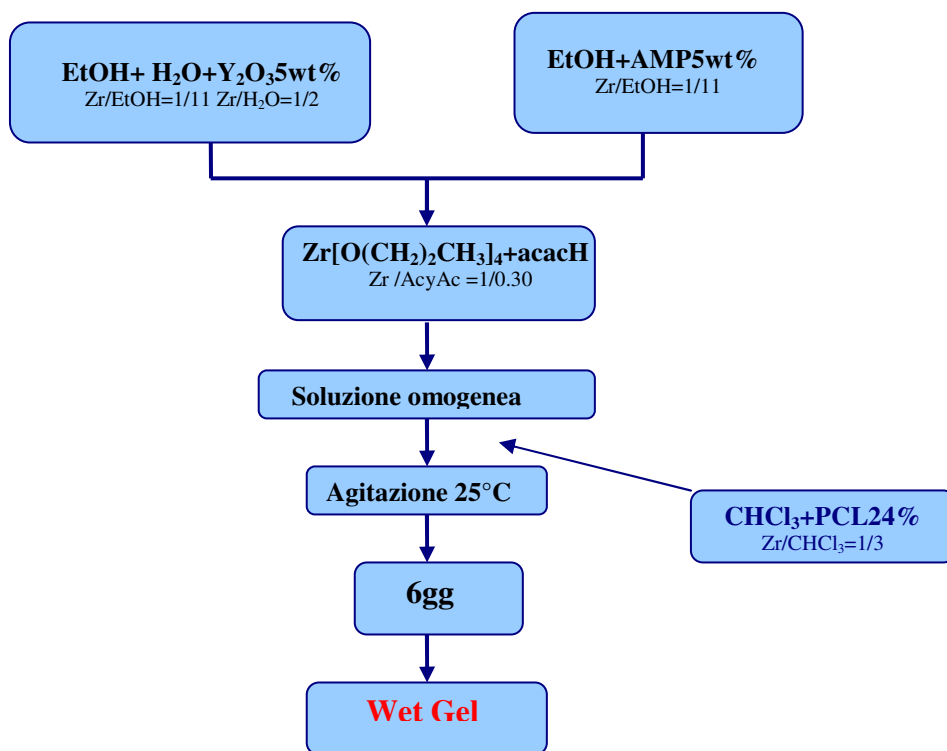 EtOH+ H₂O+Y₂O₃5wt%
Zr/EtOH=1/11 Zr/H₂O=1/2
EtOH+AMP5wt%
Zr/EtOH=1/11
Zr[O(CH₂)₂CH₃]₄+acacH
Zr /AcyAc =1/0.30
Soluzione omogenea
Agitazione 25°C
CHCl₃+PCL24%
Zr/CHCl₃=1/3
6gg
Wet Gel